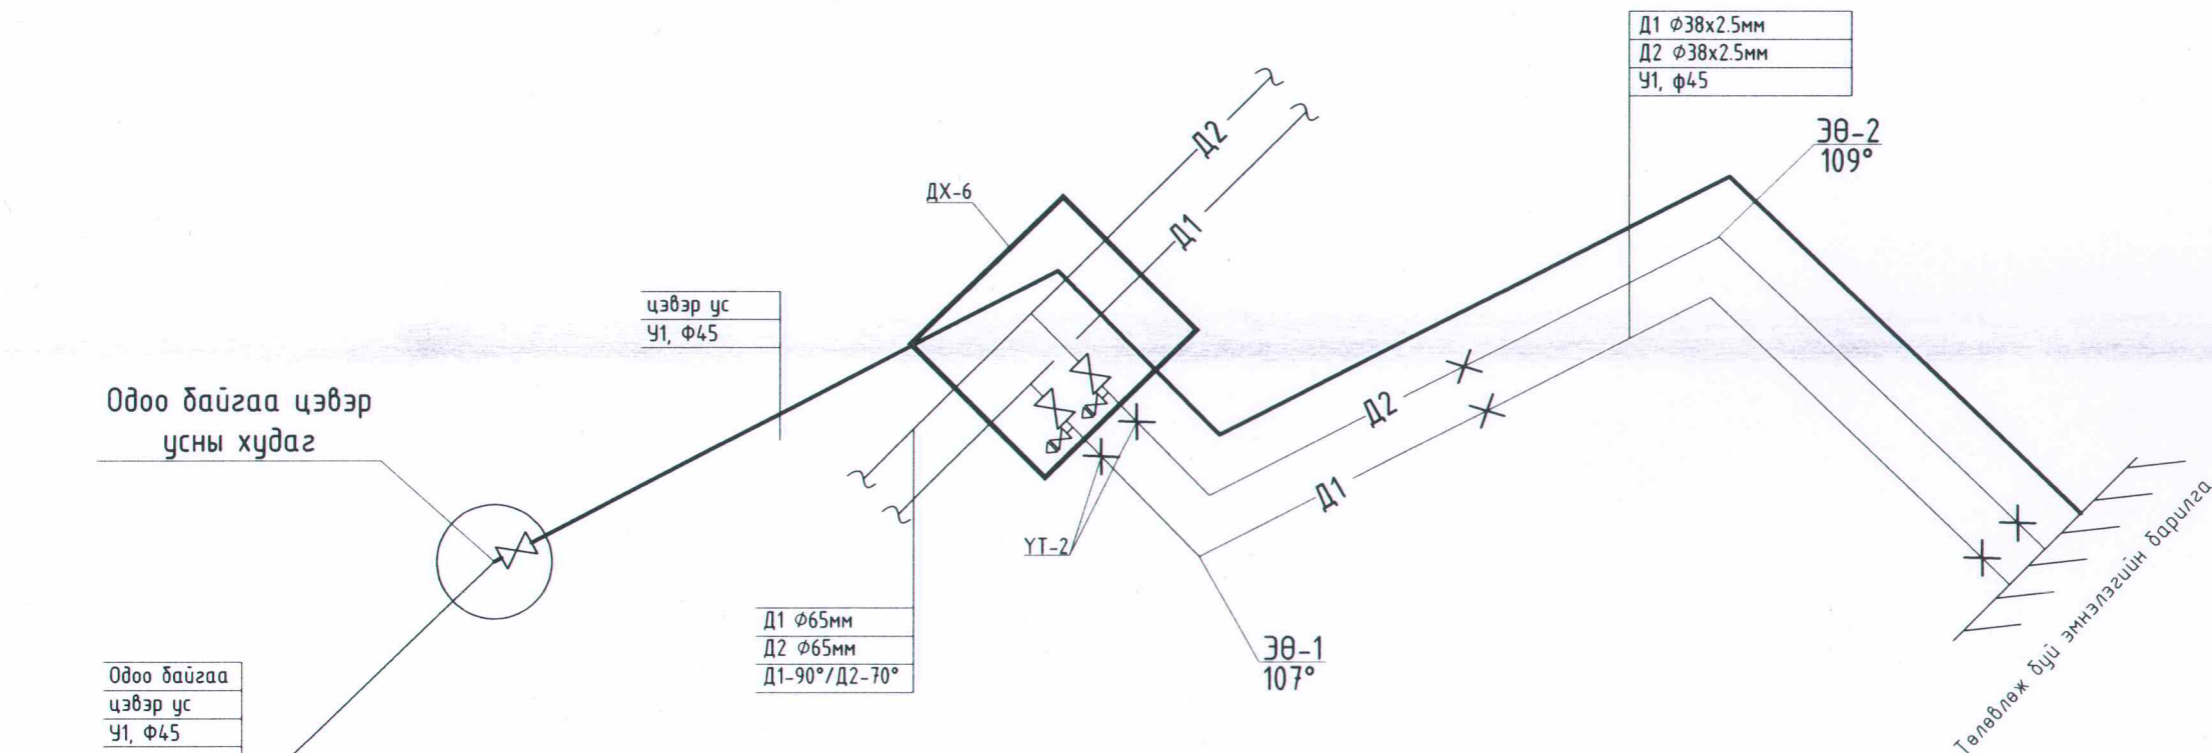 Д1 Ф38х2.5мм
Д2 Ф38х2.5мм
У1, ф45
ЭӨ-2
109°
Д2
Д1
ДХ-6
цэвэр ус
У1, Ф45
Одоо байгаа цэвэр
усны худаг
Д2
Д1
ҮТ-2
Д1 Ф65мм
Д2 Ф65мм
Д1-90°/Д2-70°
ЭӨ-1
107°
Одоо байгаа
цэвэр ус
У1, Ф45
Төлөвлөж буй эмнэлэгийн барилга